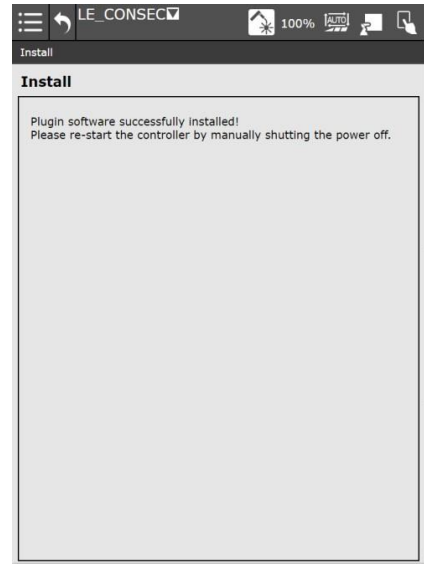 LE_CONSEC
100%
AUTO
Install
Install
Plugin software successfully installed!
Please re-start the controller by manually shutting the power off.